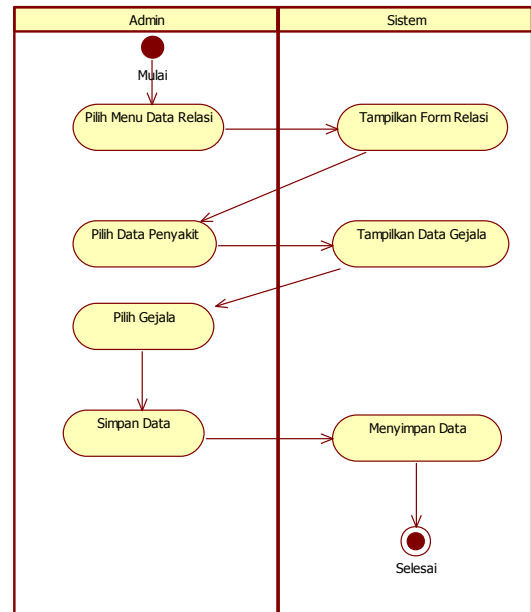 Admin
Sistem
Mulai
Pilih Menu Data Relasi
Tampilkan Form Relasi
Pilih Data Penyakit
Tampilkan Data Gejala
Pilih Gejala
Simpan Data
Menyimpan Data
Selesai